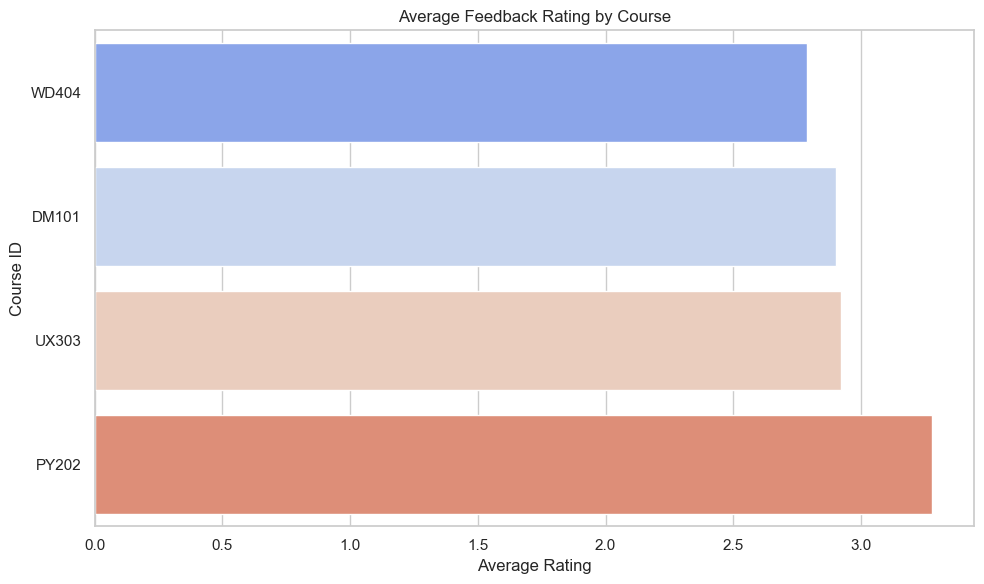 Average Feedback Rating by Course
WD404
DM101
UX303
PY202
Course ID
0.0 0.5 1.0 1.5 2.0 2.5 3.0
Average Rating